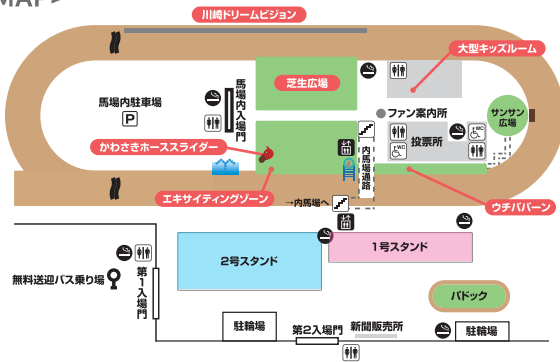 MAP>
川崎ドリームビジョン
大型キッズルーム
芝生広場
馬場内入場門
馬場内駐車場
P
ファン案内所
サンサン
広場
WC
投票所
WC
かわさきホーススライダー
内馬場通路
エキサイティングゾーン
→内馬場へ
ウチババーン
1号スタンド
2号スタンド
無料送迎バス乗り場
第1入場門
パドック
駐輪場
第2入場門
新聞販売所
駐輪場